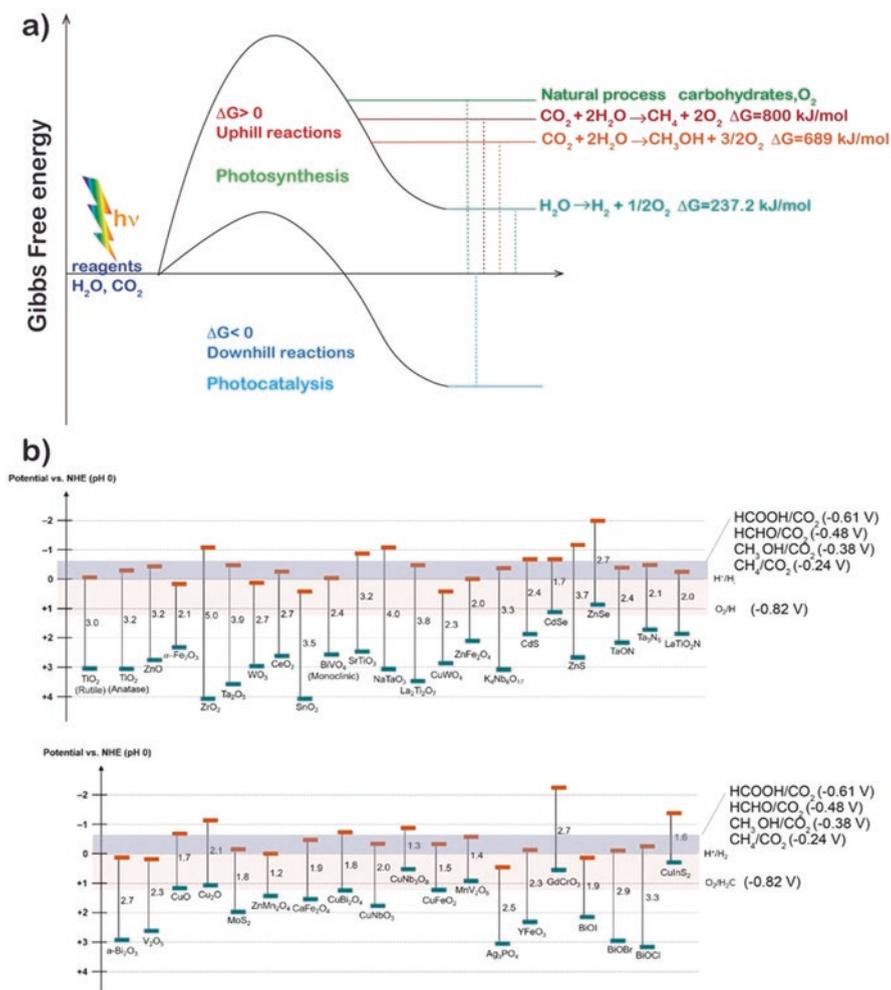 a)
Gibbs Free energy
ΔG> 0
Uphill reactions
Photosynthesis
hν
reagents
H₂O, CO₂
Natural process carbohydrates,O₂
CO₂ + 2H₂O →CH₄ + 2O₂ ΔG=800 kJ/mol
CO₂ + 2H₂O →CH₃OH + 3/2O₂ ΔG=689 kJ/mol
H₂O →H₂ + 1/2O₂ ΔG=237.2 kJ/mol
ΔG< 0
Downhill reactions
Photocatalysis
b)
Potential vs. NHE (pH 0)
−2
−1
0
+1
+2
+3
+4
3.0
3.2
3.2
2.1
5.0
3.9
2.7
2.7
3.5
2.4
3.2
4.0
3.8
2.3
2.0
3.3
2.4
1.7
3.7
2.7
2.4
2.1
2.0
TiO₂
(Rutile)
TiO₂
(Anatase)
ZnO
α−Fe₂O₃
ZrO₂
Ta₂O₅
WO₃
CeO₂
SnO₂
BiVO₄
(Monoclinic)
SrTiO₃
NaTaO₃
La₂Ti₂O₇
CuWO₄
ZnFe₂O₄
K₄Nb₆O₁₇
CdS
CdSe
ZnS
ZnSe
TaON
Ta₃N₅
LaTiO₂N
HCOOH/CO₂ (-0.61 V)
HCHO/CO₂ (-0.48 V)
CH₃ OH/CO₂ (-0.38 V)
CH₄/CO₂ (-0.24 V)
H⁺/H
O₂/H (-0.82 V)
Potential vs. NHE (pH 0)
−2
−1
0
+1
+2
+3
+4
2.7
2.3
1.7
2.1
1.8
1.2
1.9
1.8
2.0
1.3
1.5
1.4
2.5
2.3
2.7
1.9
2.9
3.3
1.6
α-Bi₂O₃
V₂O₅
CuO
Cu₂O
MoS₂
ZnMn₂O₄
CaFe₂O₄
CuBi₂O₄
CuNbO₃
CuNb₃O₈
CuFeO₂
MnV₂O₆
Ag₃PO₄
YFeO₃
GdCrO₃
BiOI
BiOBr
BiOCl
CuInS₂
HCOOH/CO₂ (-0.61 V)
HCHO/CO₂ (-0.48 V)
CH₃ OH/CO₂ (-0.38 V)
CH₄/CO₂ (-0.24 V)
H⁺/H₂
O₂/H₂C (-0.82 V)